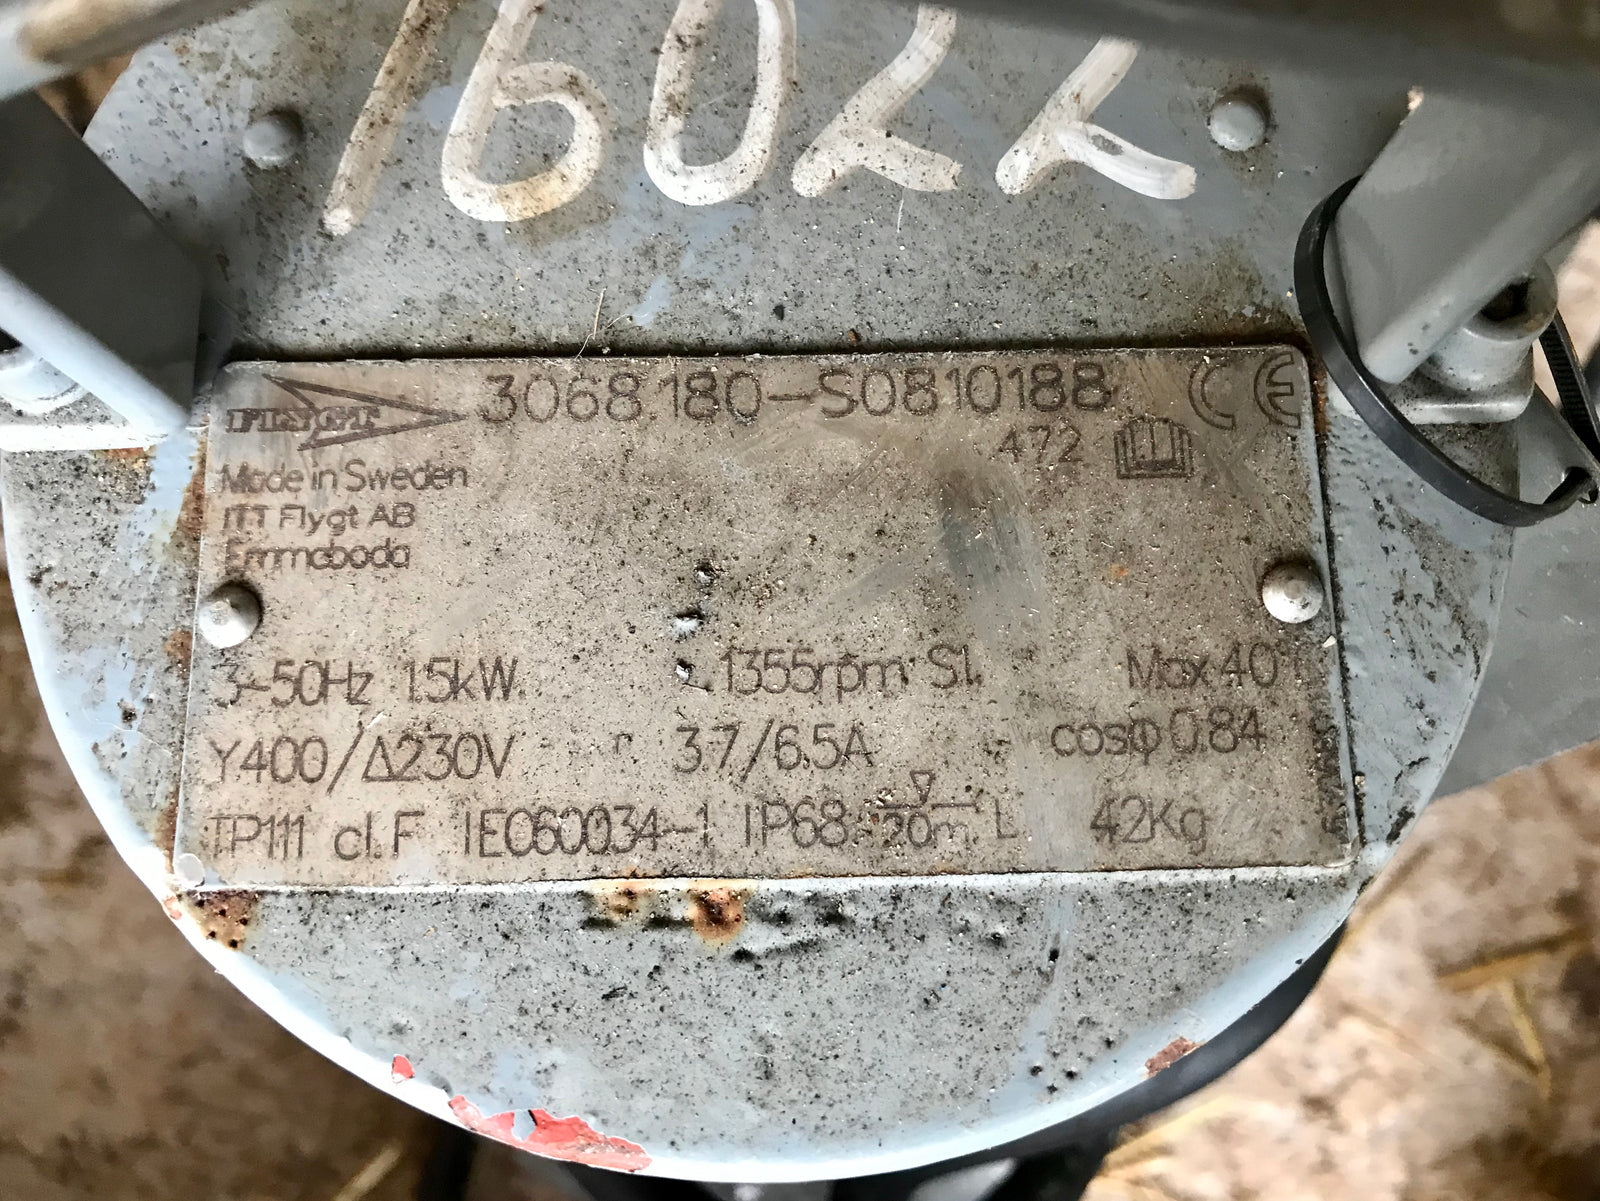 16022
FLYGT 3068.180-S0810188 CE
472
Made in Sweden
ITT Flygt AB
Emmaboda
3~50Hz 1.5kW 1355rpm S1. Max 40°C
Y400/Δ230V 3.7/6.5A cosφ 0.84
TP111 cl.F IEC60034-1 IP68 20m L 42Kg